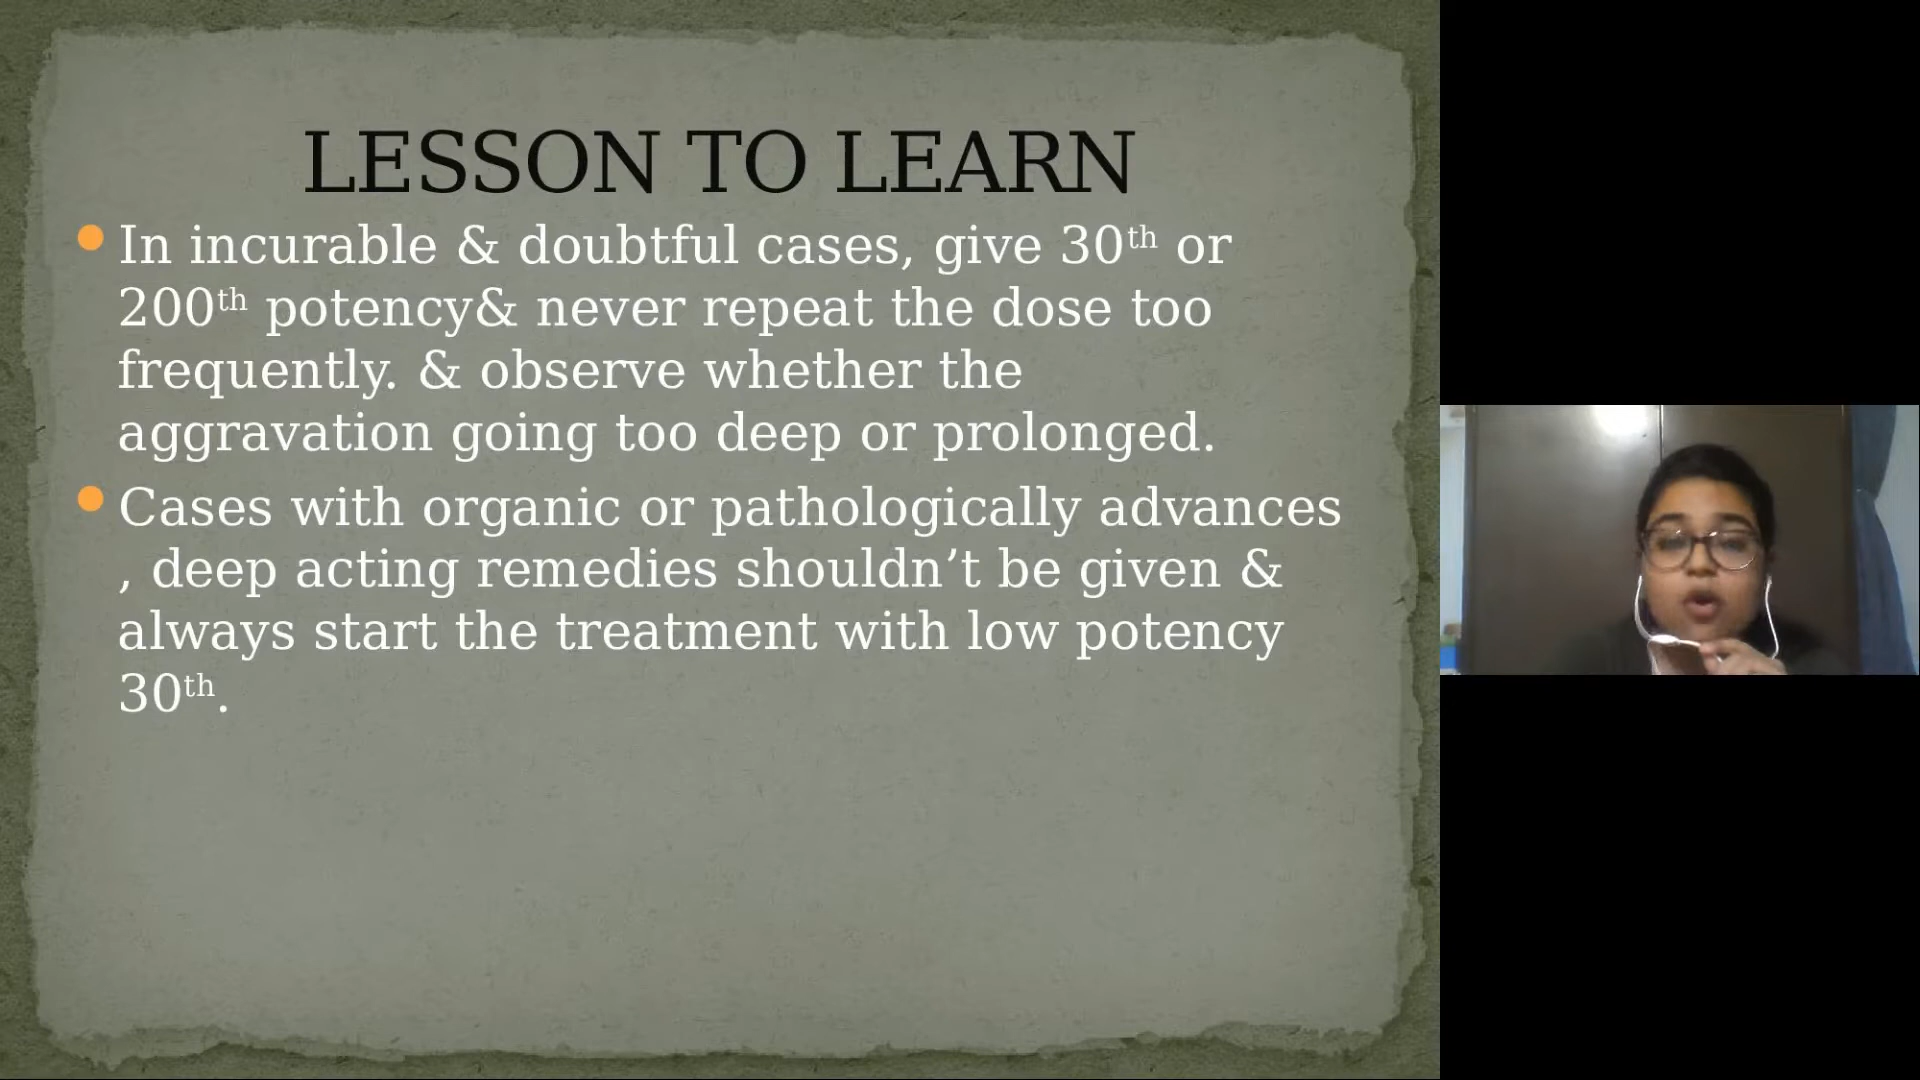 LESSON TO LEARN
In incurable & doubtful cases, give 30th or
200th potency& never repeat the dose too
frequently. & observe whether the
aggravation going too deep or prolonged.
Cases with organic or pathologically advances
, deep acting remedies shouldn’t be given &
always start the treatment with low potency
30th.